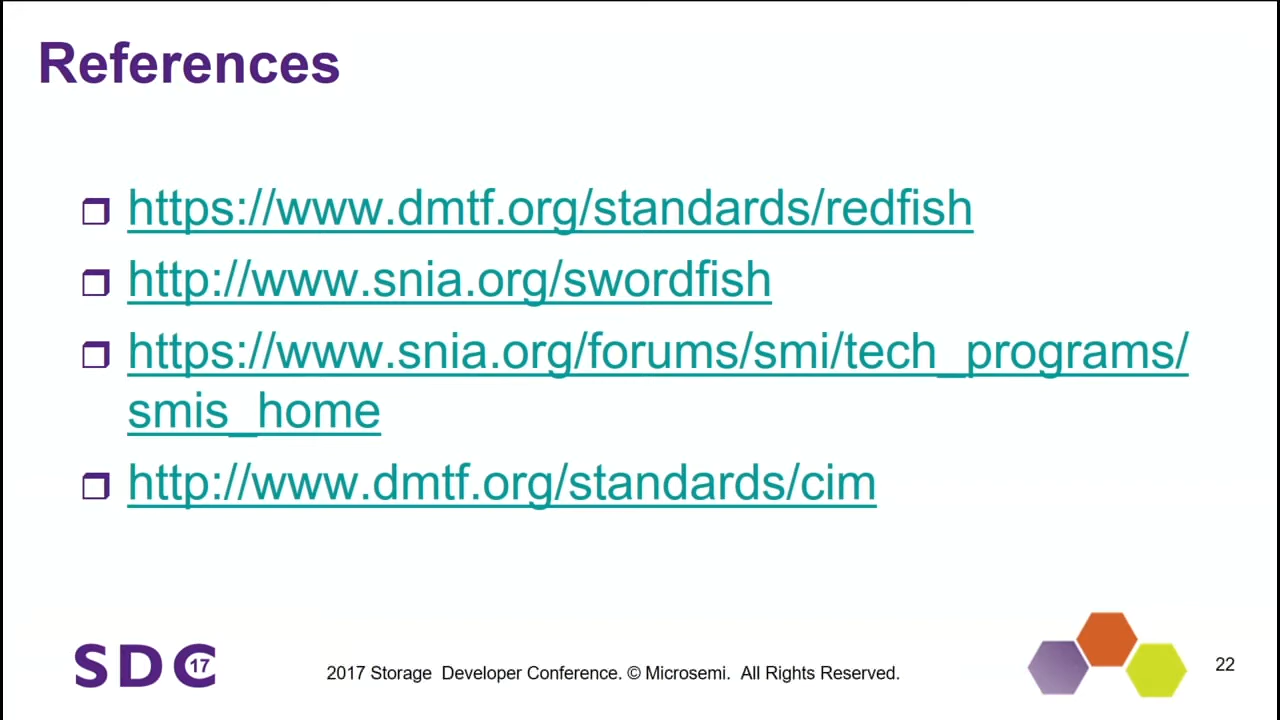 References
https://www.dmtf.org/standards/redfish
http://www.snia.org/swordfish
https://www.snia.org/forums/smi/tech_programs/
smis_home
http://www.dmtf.org/standards/cim
SDC 17
2017 Storage Developer Conference. © Microsemi. All Rights Reserved.
22